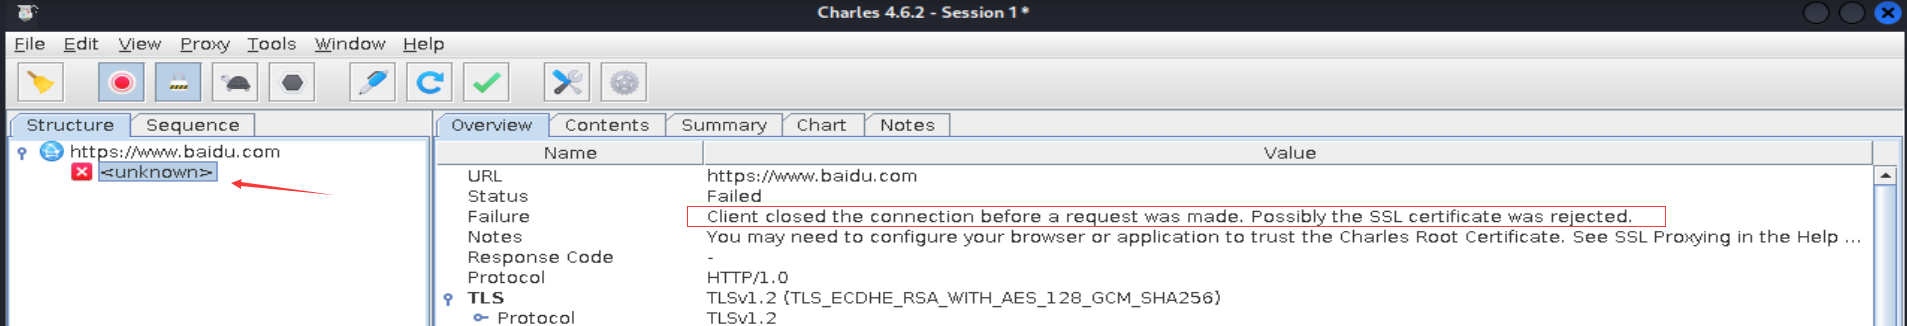 Charles 4.6.2 - Session 1 *
File Edit View Proxy Tools Window Help
Structure Sequence
Overview Contents Summary Chart Notes
https://www.baidu.com
<unknown>
Name Value
URL https://www.baidu.com
Status Failed
Failure Client closed the connection before a request was made. Possibly the SSL certificate was rejected.
Notes You may need to configure your browser or application to trust the Charles Root Certificate. See SSL Proxying in the Help ...
Response Code -
Protocol HTTP/1.0
TLS TLSv1.2 (TLS_ECDHE_RSA_WITH_AES_128_GCM_SHA256)
Protocol TLSv1.2